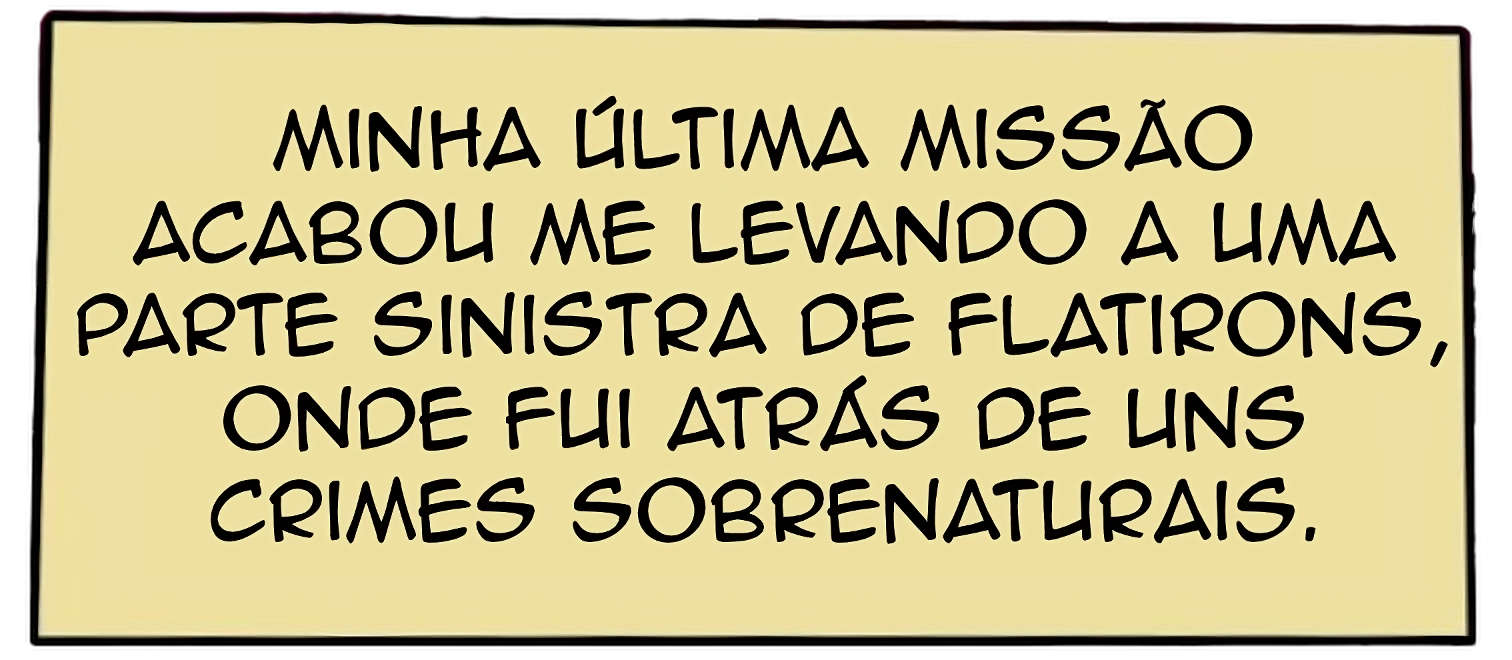 MINHA ÚLTIMA MISSÃO
ACABOU ME LEVANDO A UMA
PARTE SINISTRA DE FLATIRONS,
ONDE FUI ATRÁS DE UNS
CRIMES SOBRENATURAIS.